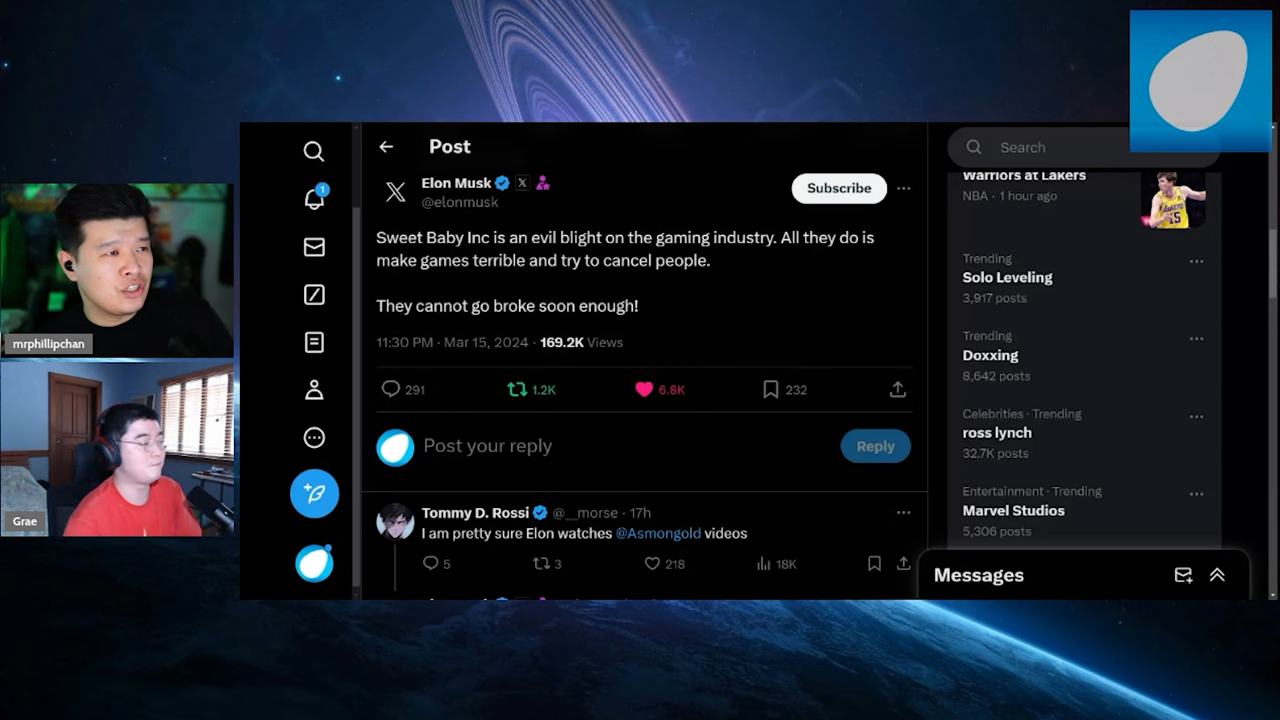 Post
Elon Musk
@elonmusk
Subscribe
Sweet Baby Inc is an evil blight on the gaming industry. All they do is
make games terrible and try to cancel people.
They cannot go broke soon enough!
11:30 PM · Mar 15, 2024 · 169.2K Views
291
1.2K
6.8K
232
Post your reply
Reply
Tommy D. Rossi @__morse · 17h
I am pretty sure Elon watches @Asmongold videos
5
3
218
18K
1
mrphillipchan
Grae
Search
Warriors at Lakers
NBA · 1 hour ago
Trending
Solo Leveling
3,917 posts
Trending
Doxxing
8,642 posts
Celebrities · Trending
ross lynch
32.7K posts
Entertainment · Trending
Marvel Studios
5,306 posts
Messages